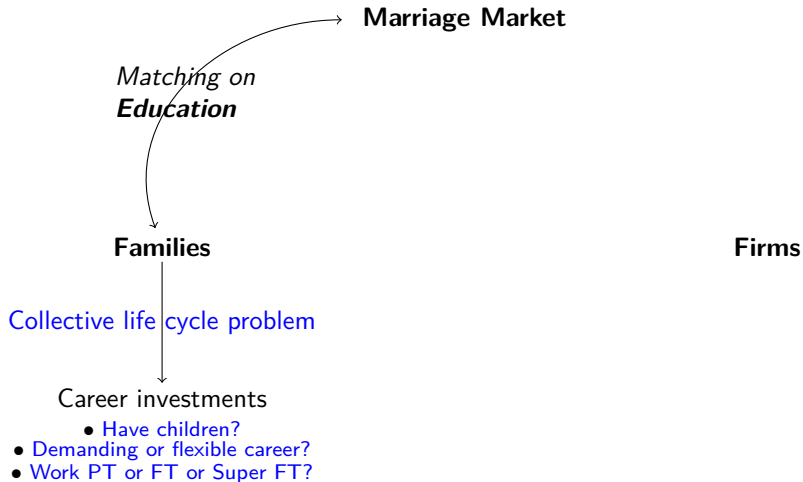 Marriage Market
Matching on
Education
Families
Firms
Collective life cycle problem
Career investments
• Have children?
• Demanding or flexible career?
• Work PT or FT or Super FT?